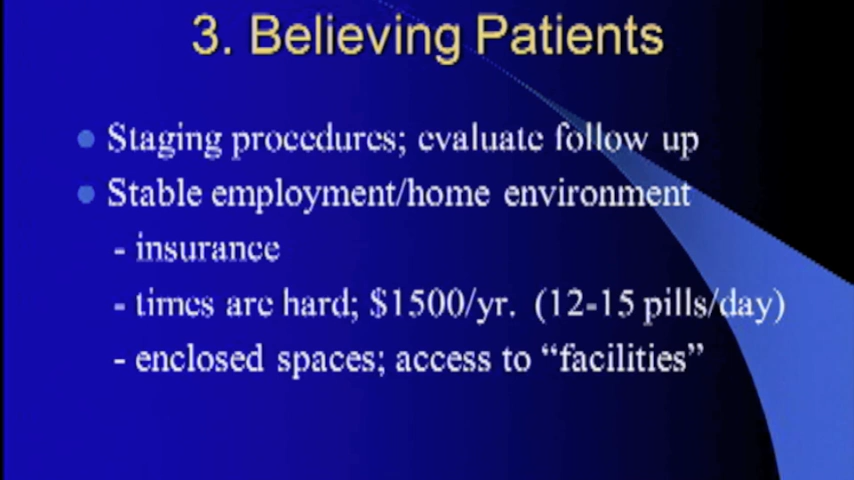 3. Believing Patients
Staging procedures; evaluate follow up
Stable employment/home environment
- insurance
- times are hard; $1500/yr. (12-15 pills/day)
- enclosed spaces; access to “facilities”